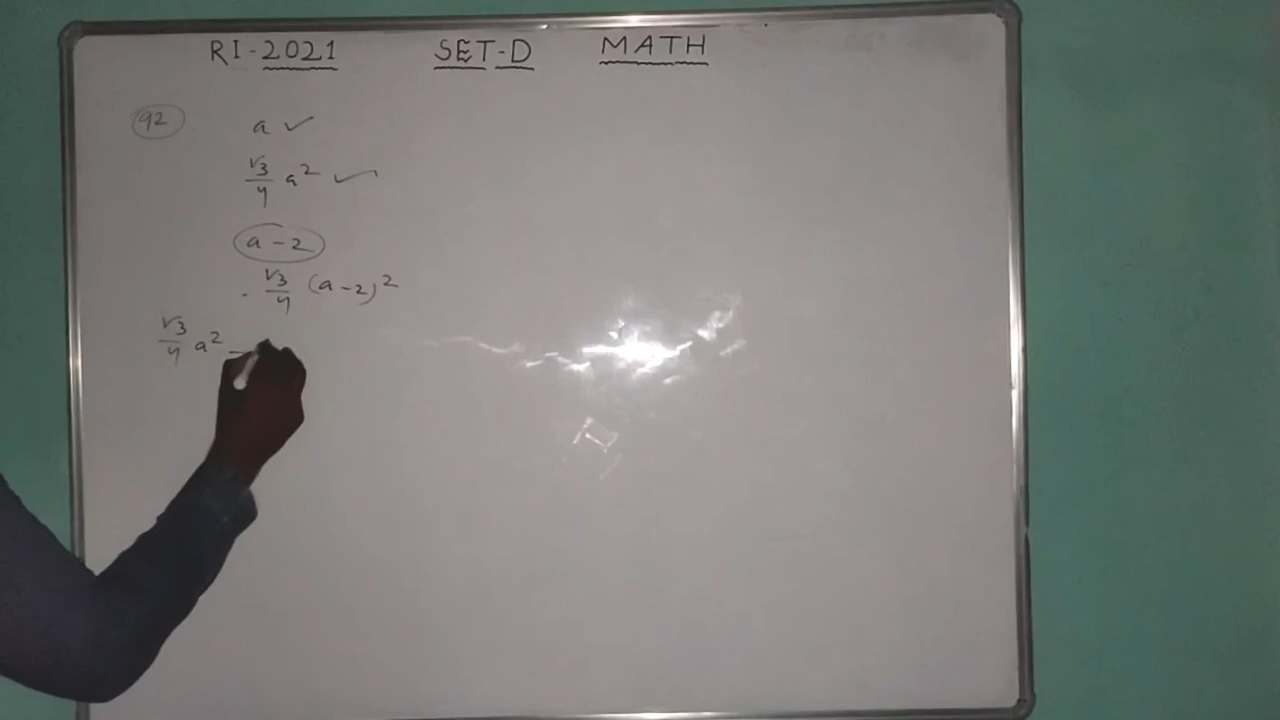 RI-2021 SET-D MATH
92 a ✓
√3/4 a² ✓
a-2
√3/4 (a-2)²
√3/4 a² -